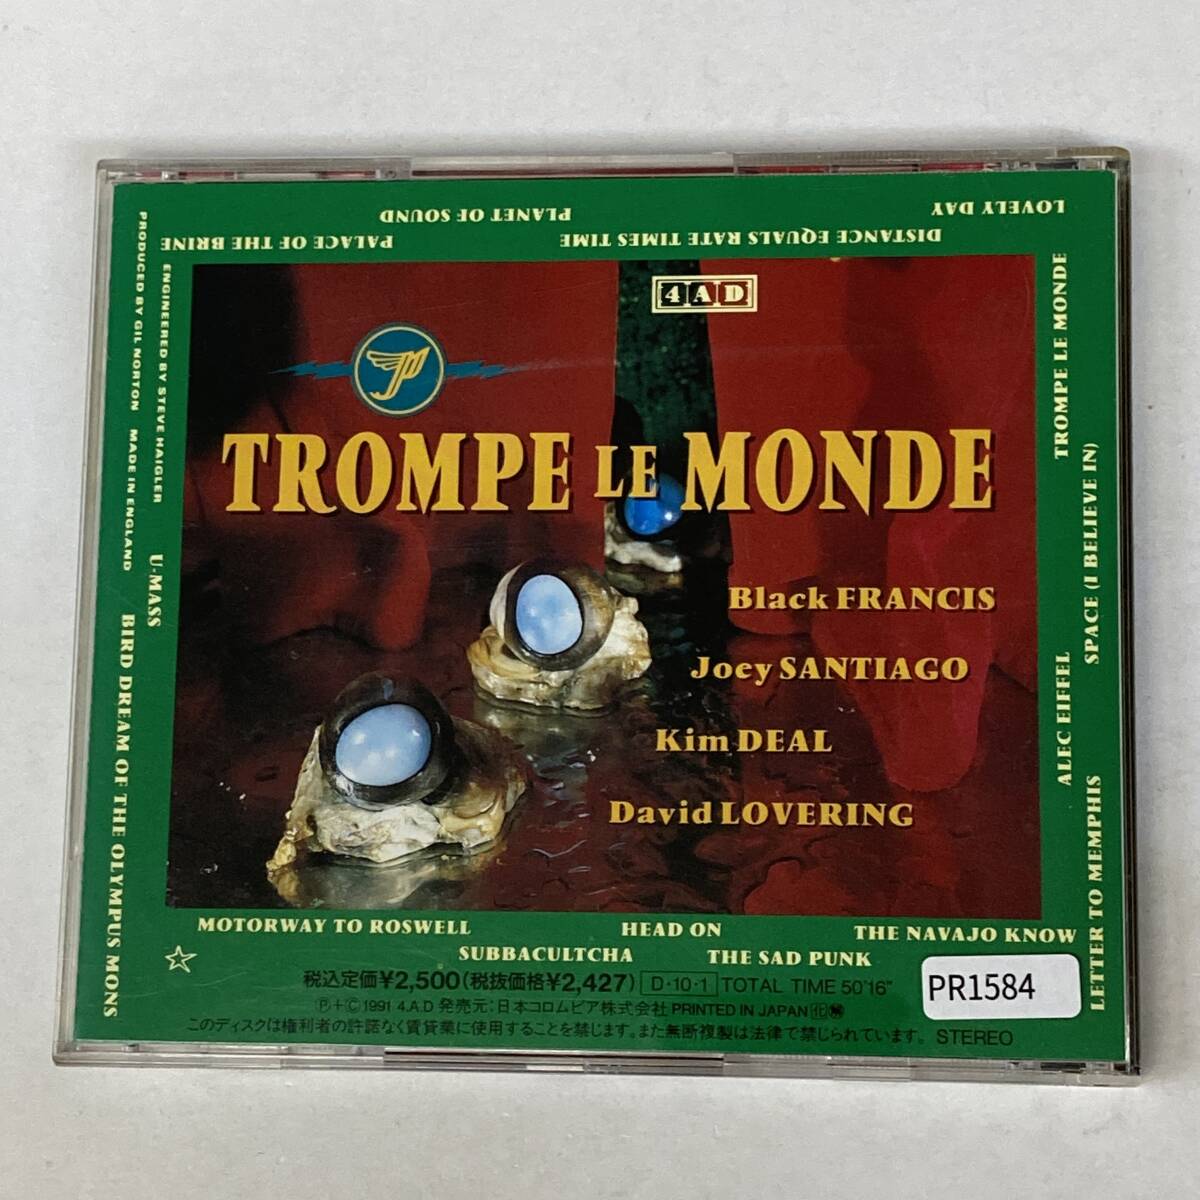 LOVELY DAY
PLANET OF SOUND
DISTANCE EQUALS RATE TIMES TIME
PALACE OF THE BRINE
4AD
P
TROMPE LE MONDE
Black FRANCIS
Joey SANTIAGO
Kim DEAL
David LOVERING
TROMPE LE MONDE
SPACE (I BELIEVE IN)
ALEC EIFFEL
LETTER TO MEMPHIS
ENGINEERED BY STEVE HAIGLER
U-MASS
PRODUCED BY GIL NORTON MADE IN ENGLAND
BIRD DREAM OF THE OLYMPUS MONS
MOTORWAY TO ROSWELL
HEAD ON
THE NAVAJO KNOW
SUBBACULTCHA
THE SAD PUNK
税込定価¥2,500(税抜価格¥2,427) D・10・1 TOTAL TIME 50'16"
Ⓟ+Ⓒ1991 4.A.D 発売元:日本コロムビア株式会社 PRINTED IN JAPAN
このディスクは権利者の許諾なく賃貸業に使用することを禁じます。また無断複製は法律で禁じられています。 STEREO
PR1584